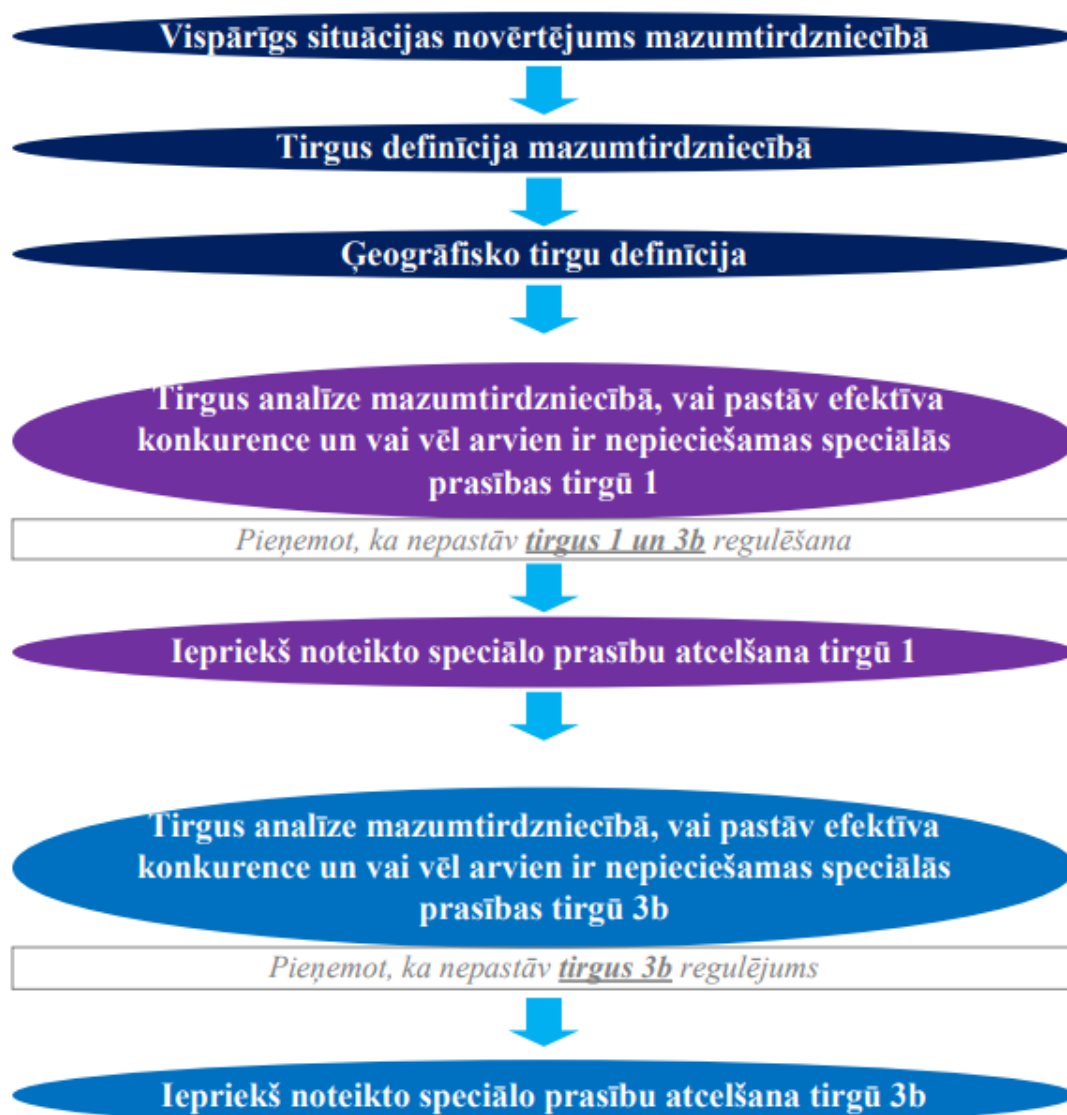 Vispārīgs situācijas novērtējums mazumtirdzniecībā
Tirgus definīcija mazumtirdzniecībā
Ģeogrāfisko tirgu definīcija
Tirgus analīze mazumtirdzniecībā, vai pastāv efektīva
konkurence un vai vēl arvien ir nepieciešamas speciālās
prasības tirgū 1
Pieņemot, ka nepastāv tirgus 1 un 3b regulēšana
Iepriekš noteikto speciālo prasību atcelšana tirgū 1
Tirgus analīze mazumtirdzniecībā, vai pastāv efektīva
konkurence un vai vēl arvien ir nepieciešamas speciālās
prasības tirgū 3b
Pieņemot, ka nepastāv tirgus 3b regulējums
Iepriekš noteikto speciālo prasību atcelšana tirgū 3b